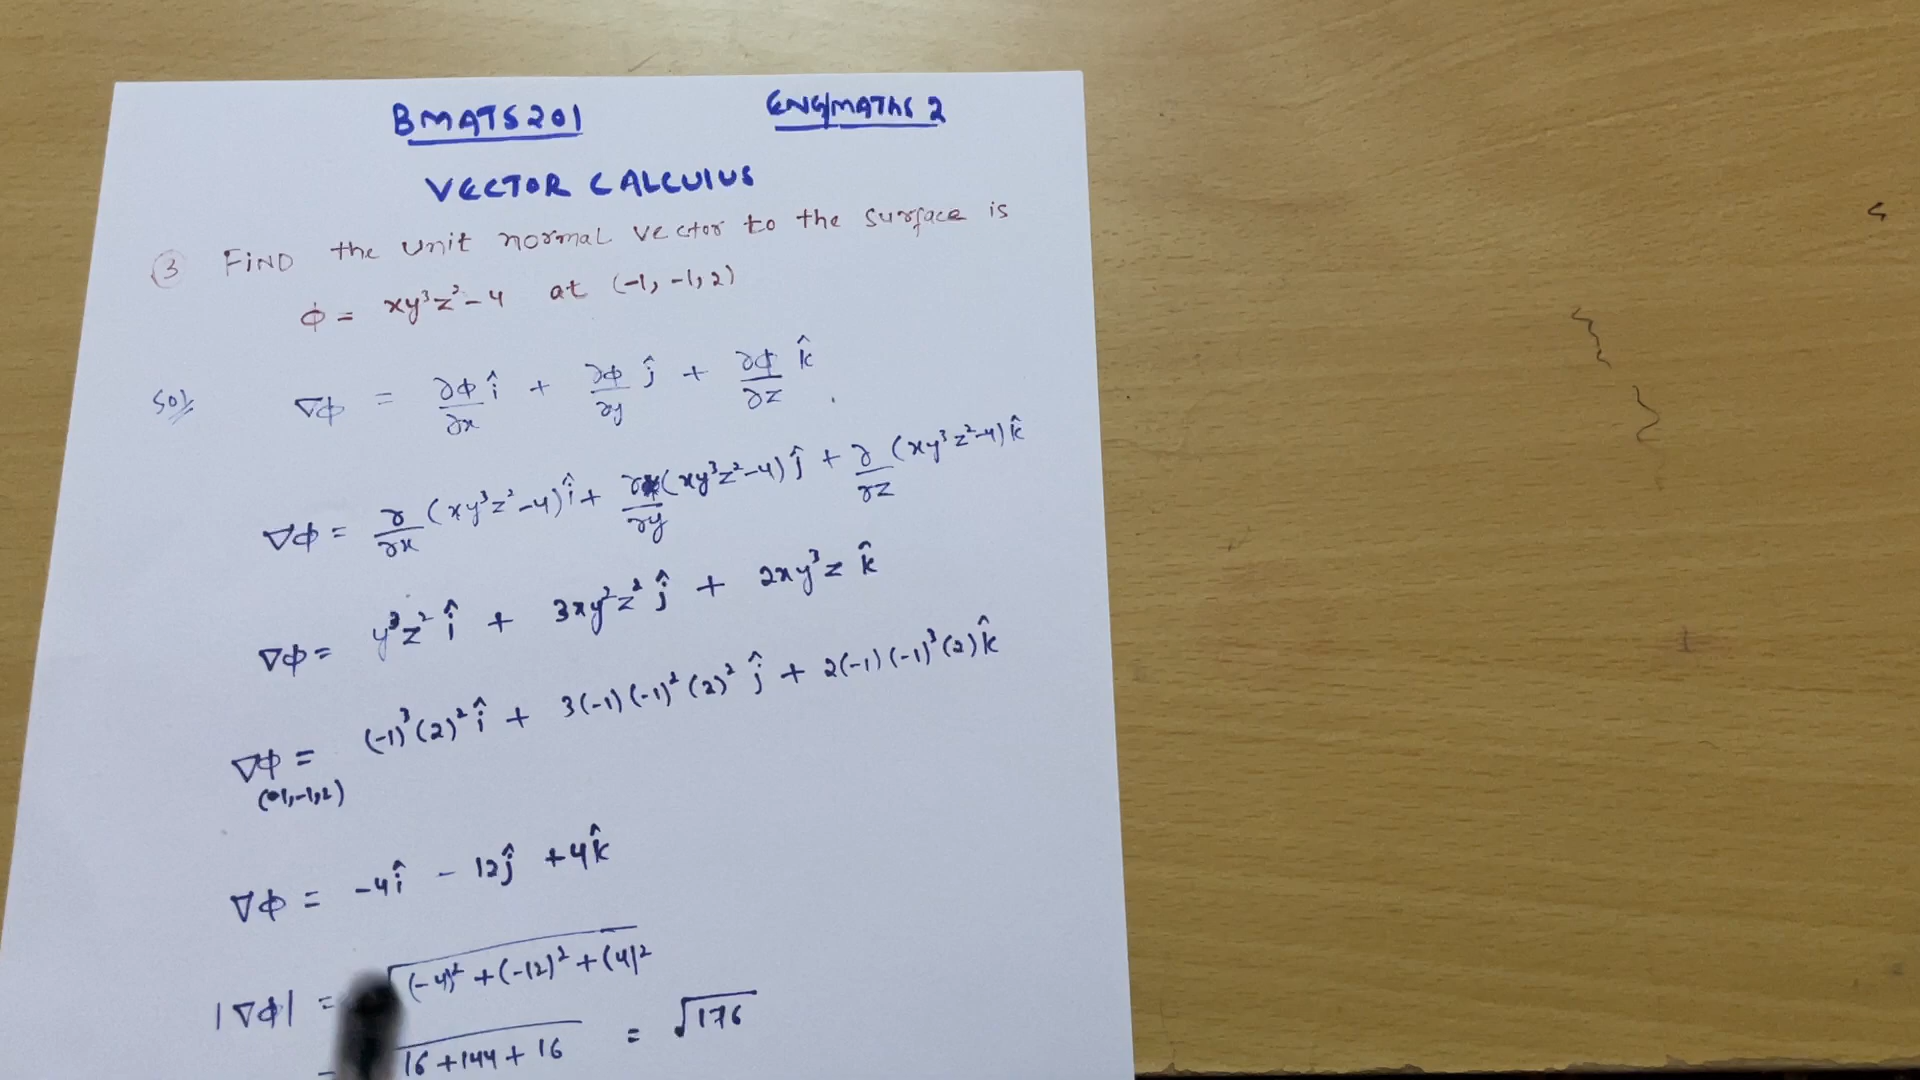 BMATS201 ENG/MATHS 2
VECTOR CALCULUS
③ FIND the unit normal vector to the surface is
ϕ = xy³z²-4 at (-1, -1, 2)
Sol ∇ϕ = ∂ϕ/∂x î + ∂ϕ/∂y ĵ + ∂ϕ/∂z k̂
∇ϕ = ∂/∂x (xy³z²-4) î + ∂/∂y (xy³z²-4) ĵ + ∂/∂z (xy³z²-4) k̂
∇ϕ = y³z² î + 3xy²z² ĵ + 2xy³z k̂
∇ϕ = (-1)³(2)² î + 3(-1)(-1)²(2)² ĵ + 2(-1)(-1)³(2) k̂
(-1,-1,2)
∇ϕ = -4î - 12ĵ + 4k̂
|∇ϕ| = √(-4)² + (-12)² + (4)²
= 16 + 144 + 16 = √176